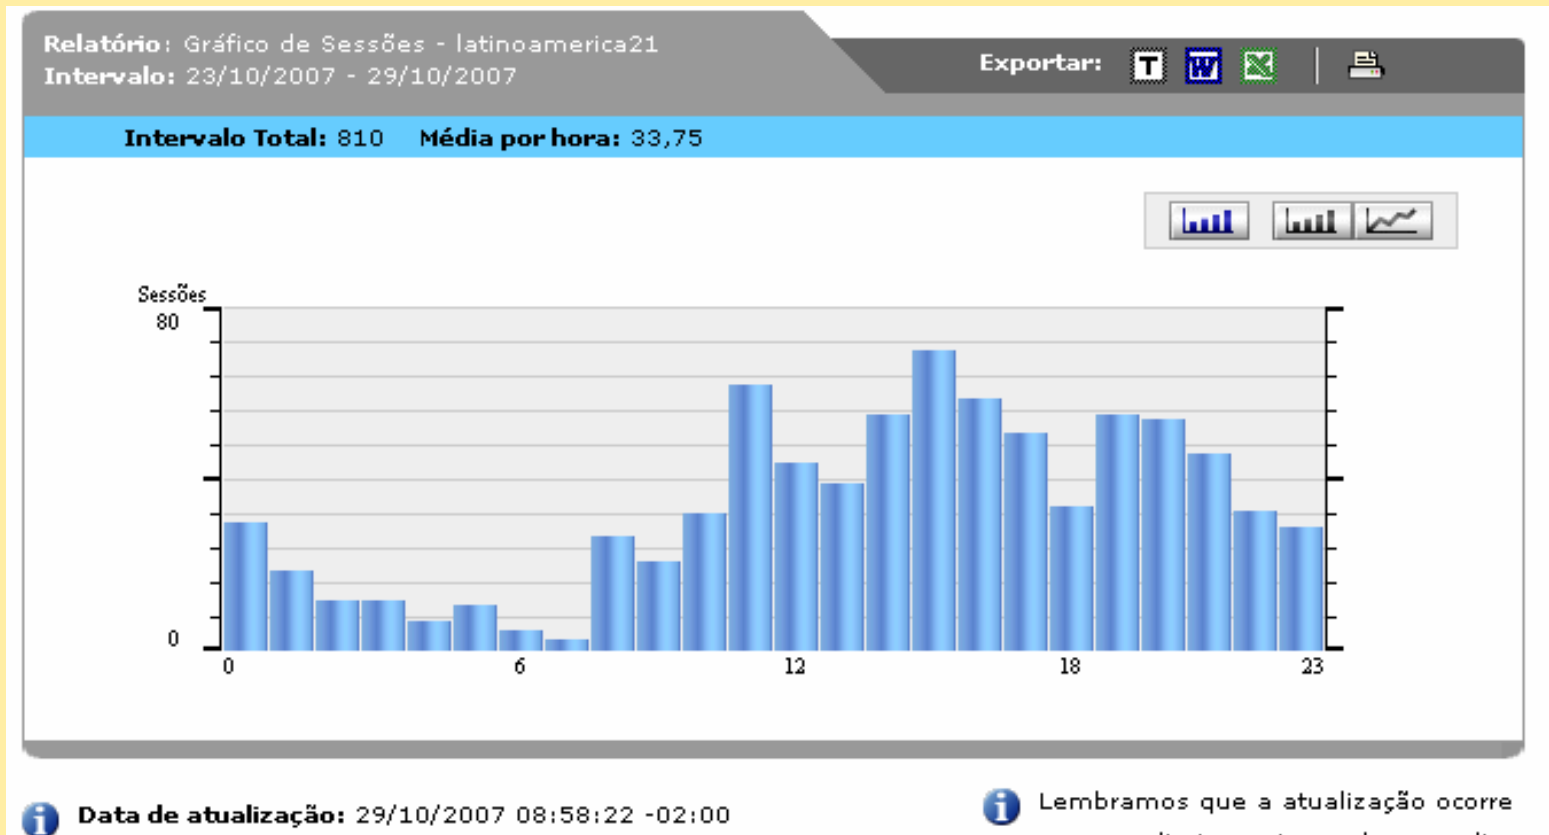 Relatório: Gráfico de Sessões - latinoamerica21
Intervalo: 23/10/2007 - 29/10/2007
Exportar: T W X
Intervalo Total: 810 Média por hora: 33,75
Sessões
80
0
0 6 12 18 23
Data de atualização: 29/10/2007 08:58:22 -02:00
Lembramos que a atualização ocorre